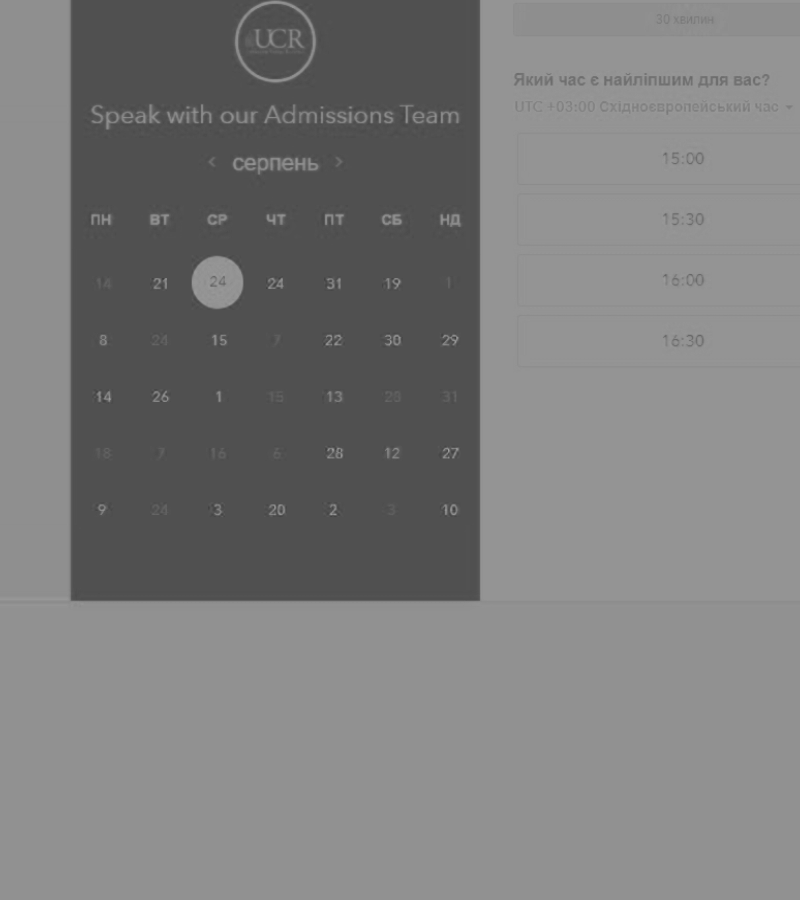 UCR
Speak with our Admissions Team
‹ серпень ›
ПН ВТ СР ЧТ ПТ СБ НД
14 21 24 24 31 19 1
8 24 15 7 22 30 29
14 26 1 15 13 25 31
18 7 16 6 28 12 27
9 24 3 20 2 3 10
30 хвилин
Який час є найліпшим для вас?
UTC +03:00 Східноєвропейський час
15:00
15:30
16:00
16:30